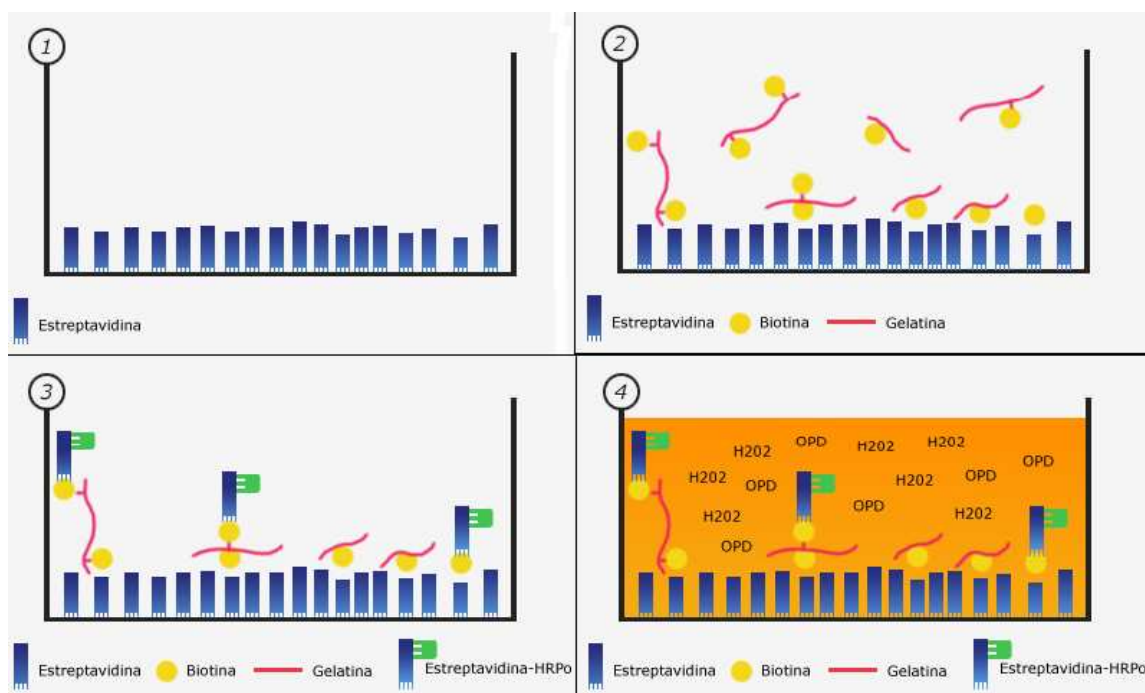 1
Estreptavidina
2
Estreptavidina Biotina Gelatina
3
Estreptavidina Biotina Gelatina Estreptavidina-HRPo
4
H202 OPD H202 H202
OPD
H202 OPD H202 OPD
H202 OPD H202
OPD
Estreptavidina Biotina Gelatina Estreptavidina-HRPo